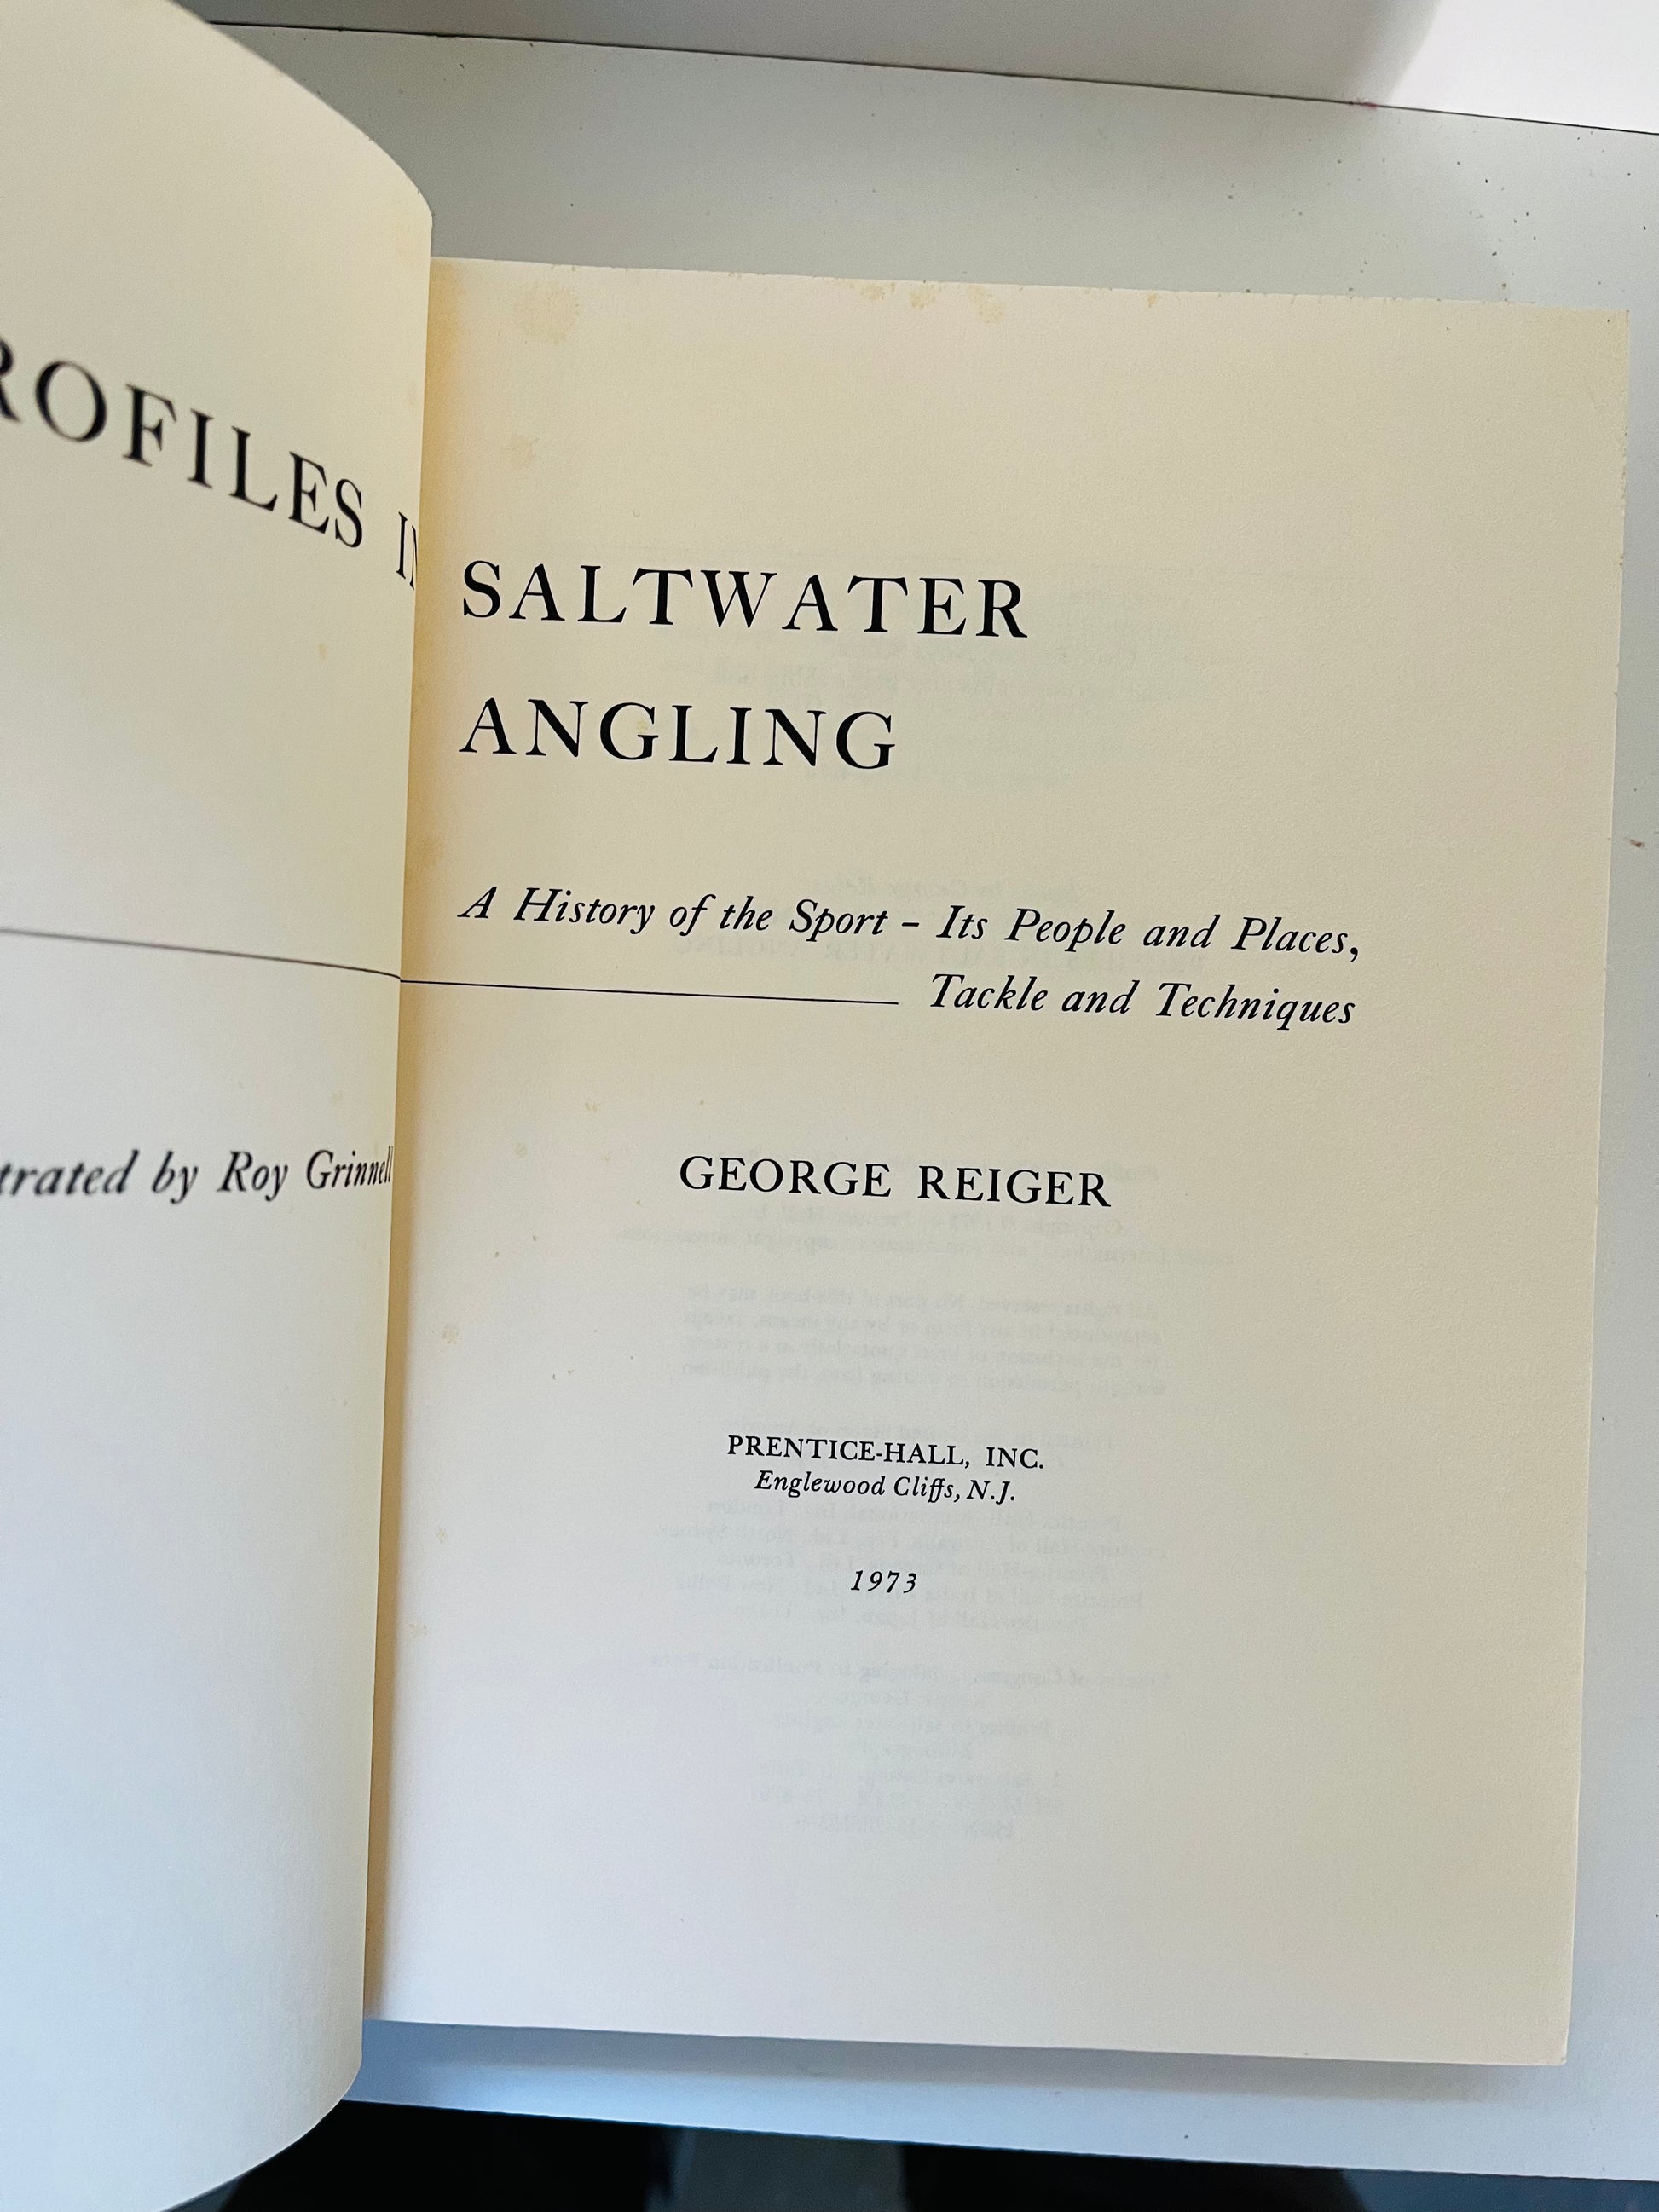 ROFILES IN
SALTWATER
ANGLING
A History of the Sport – Its People and Places,
Tackle and Techniques
trated by Roy Grinnell
GEORGE REIGER
PRENTICE-HALL, INC.
Englewood Cliffs, N.J.
1973